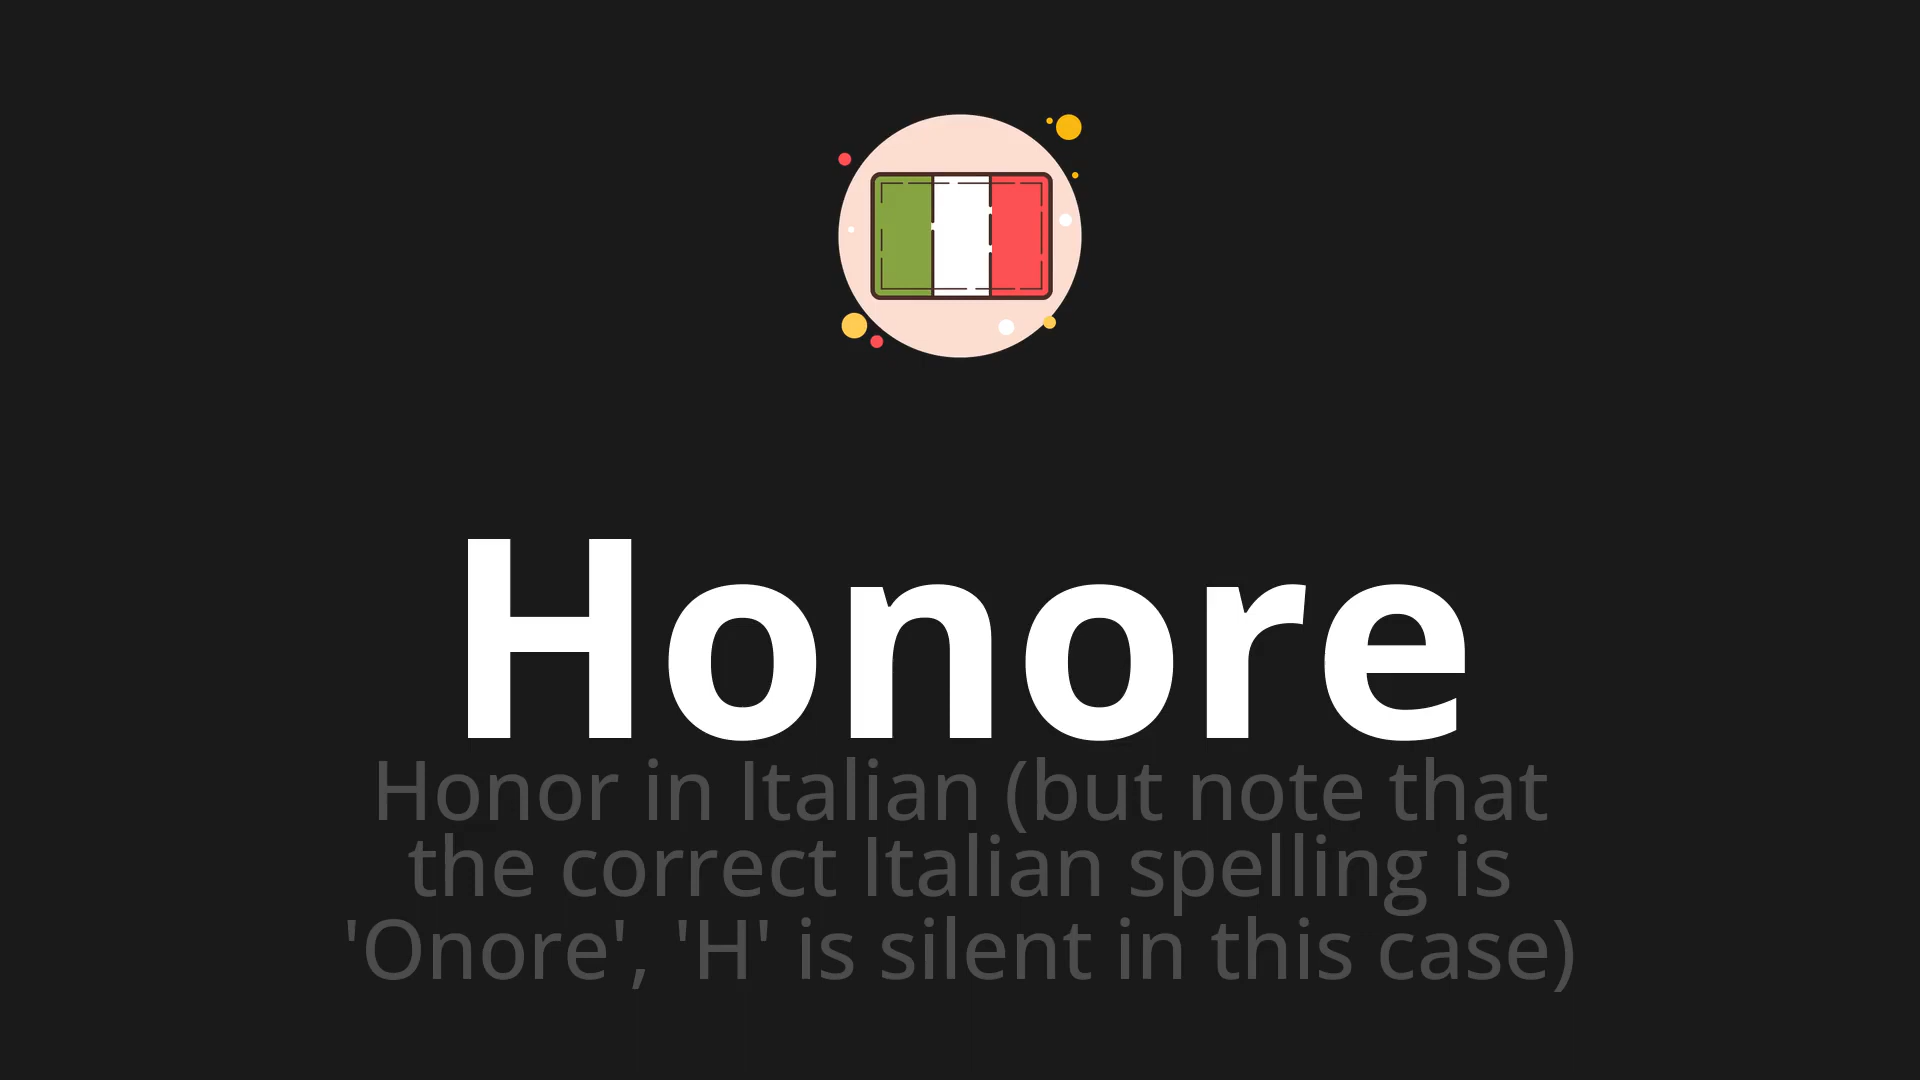 Honore
Honor in Italian (but note that
the correct Italian spelling is
'Onore', 'H' is silent in this case)